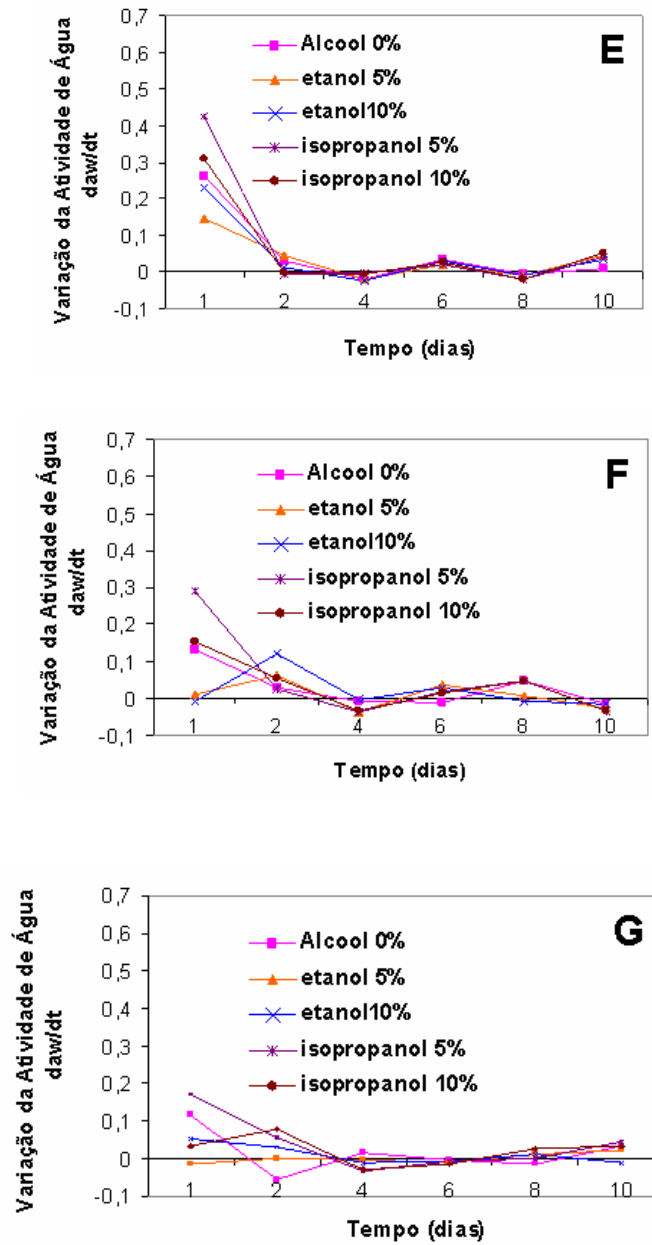 E
0,7
0,6
0,5
0,4
0,3
0,2
0,1
0
-0,1
Variação da Atividade de Água
daw/dt
Alcool 0%
etanol 5%
etanol10%
isopropanol 5%
isopropanol 10%
1 2 4 6 8 10
Tempo (dias)
F
0,7
0,6
0,5
0,4
0,3
0,2
0,1
0
-0,1
Variação da Atividade de Água
daw/dt
Alcool 0%
etanol 5%
etanol10%
isopropanol 5%
isopropanol 10%
1 2 4 6 8 10
Tempo (dias)
G
0,7
0,6
0,5
0,4
0,3
0,2
0,1
0
-0,1
Variação da Atividade de Água
daw/dt
Alcool 0%
etanol 5%
etanol10%
isopropanol 5%
isopropanol 10%
1 2 4 6 8 10
Tempo (dias)